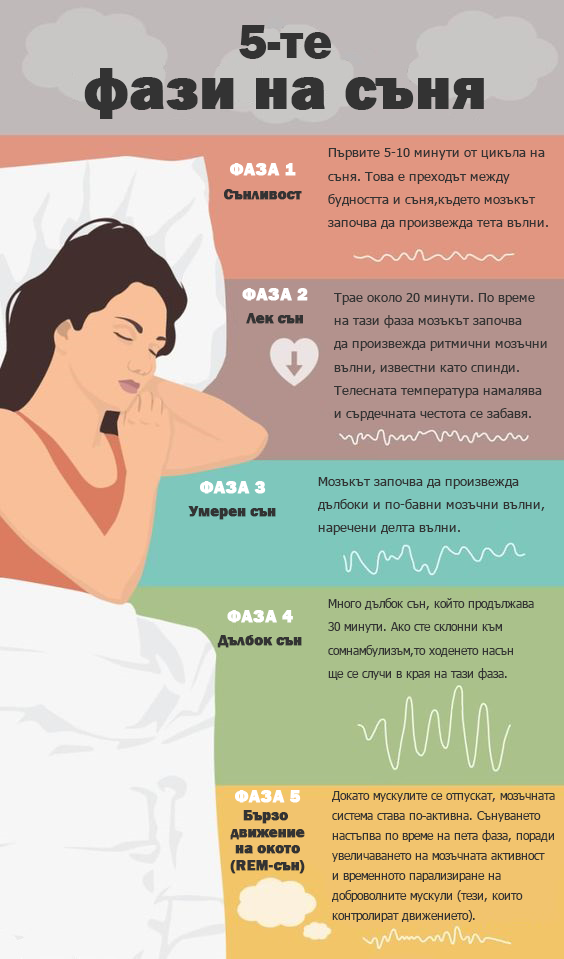 5-те
фази на съня
ФАЗА 1
Сънливост
Първите 5-10 минути от цикъла на
съня. Това е преходът между
будността и съня,където мозъкът
започва да произвежда тета вълни.
ФАЗА 2
Лек сън
Трае около 20 минути. По време
на тази фаза мозъкът започва
да произвежда ритмични мозъчни
вълни, известни като спинди.
Телесната температура намалява
и сърдечната честота се забавя.
ФАЗА 3
Умерен сън
Мозъкът започва да произвежда
дълбоки и по-бавни мозъчни вълни,
наречени делта вълни.
ФАЗА 4
Дълбок сън
Много дълбок сън, който продължава
30 минути. Ако сте склонни към
сомнамбулизъм,то ходенето насън
ще се случи в края на тази фаза.
ФАЗА 5
Бързо
движение
на окото
(REM-сън)
Докато мускулите се отпускат, мозъчната
система става по-активна. Сънуването
настъпва по време на пета фаза, поради
увеличаването на мозъчната активност
и временното парализиране на
доброволните мускули (тези, които
контролират движението).